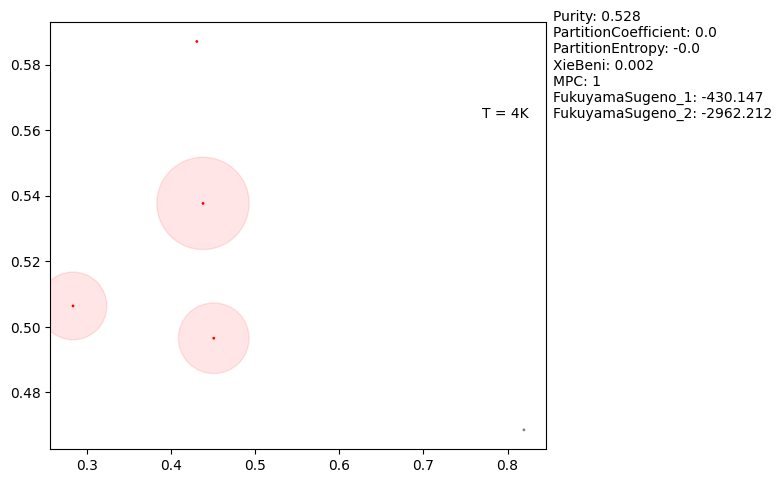 Purity: 0.528
PartitionCoefficient: 0.0
PartitionEntropy: -0.0
XieBeni: 0.002
MPC: 1
FukuyamaSugeno_1: -430.147
FukuyamaSugeno_2: -2962.212
T = 4K
0.58
0.56
0.54
0.52
0.50
0.48
0.3 0.4 0.5 0.6 0.7 0.8